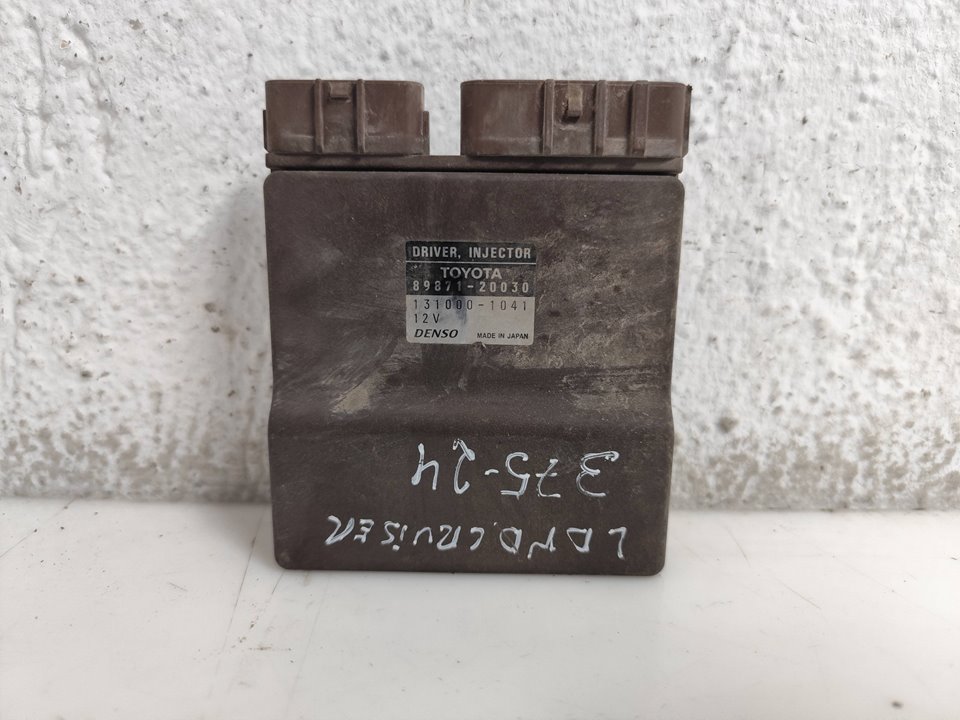 DRIVER, INJECTOR
TOYOTA
89871-20030
131000-1041
12V
DENSO MADE IN JAPAN
LAND.CRUiSER
375-24